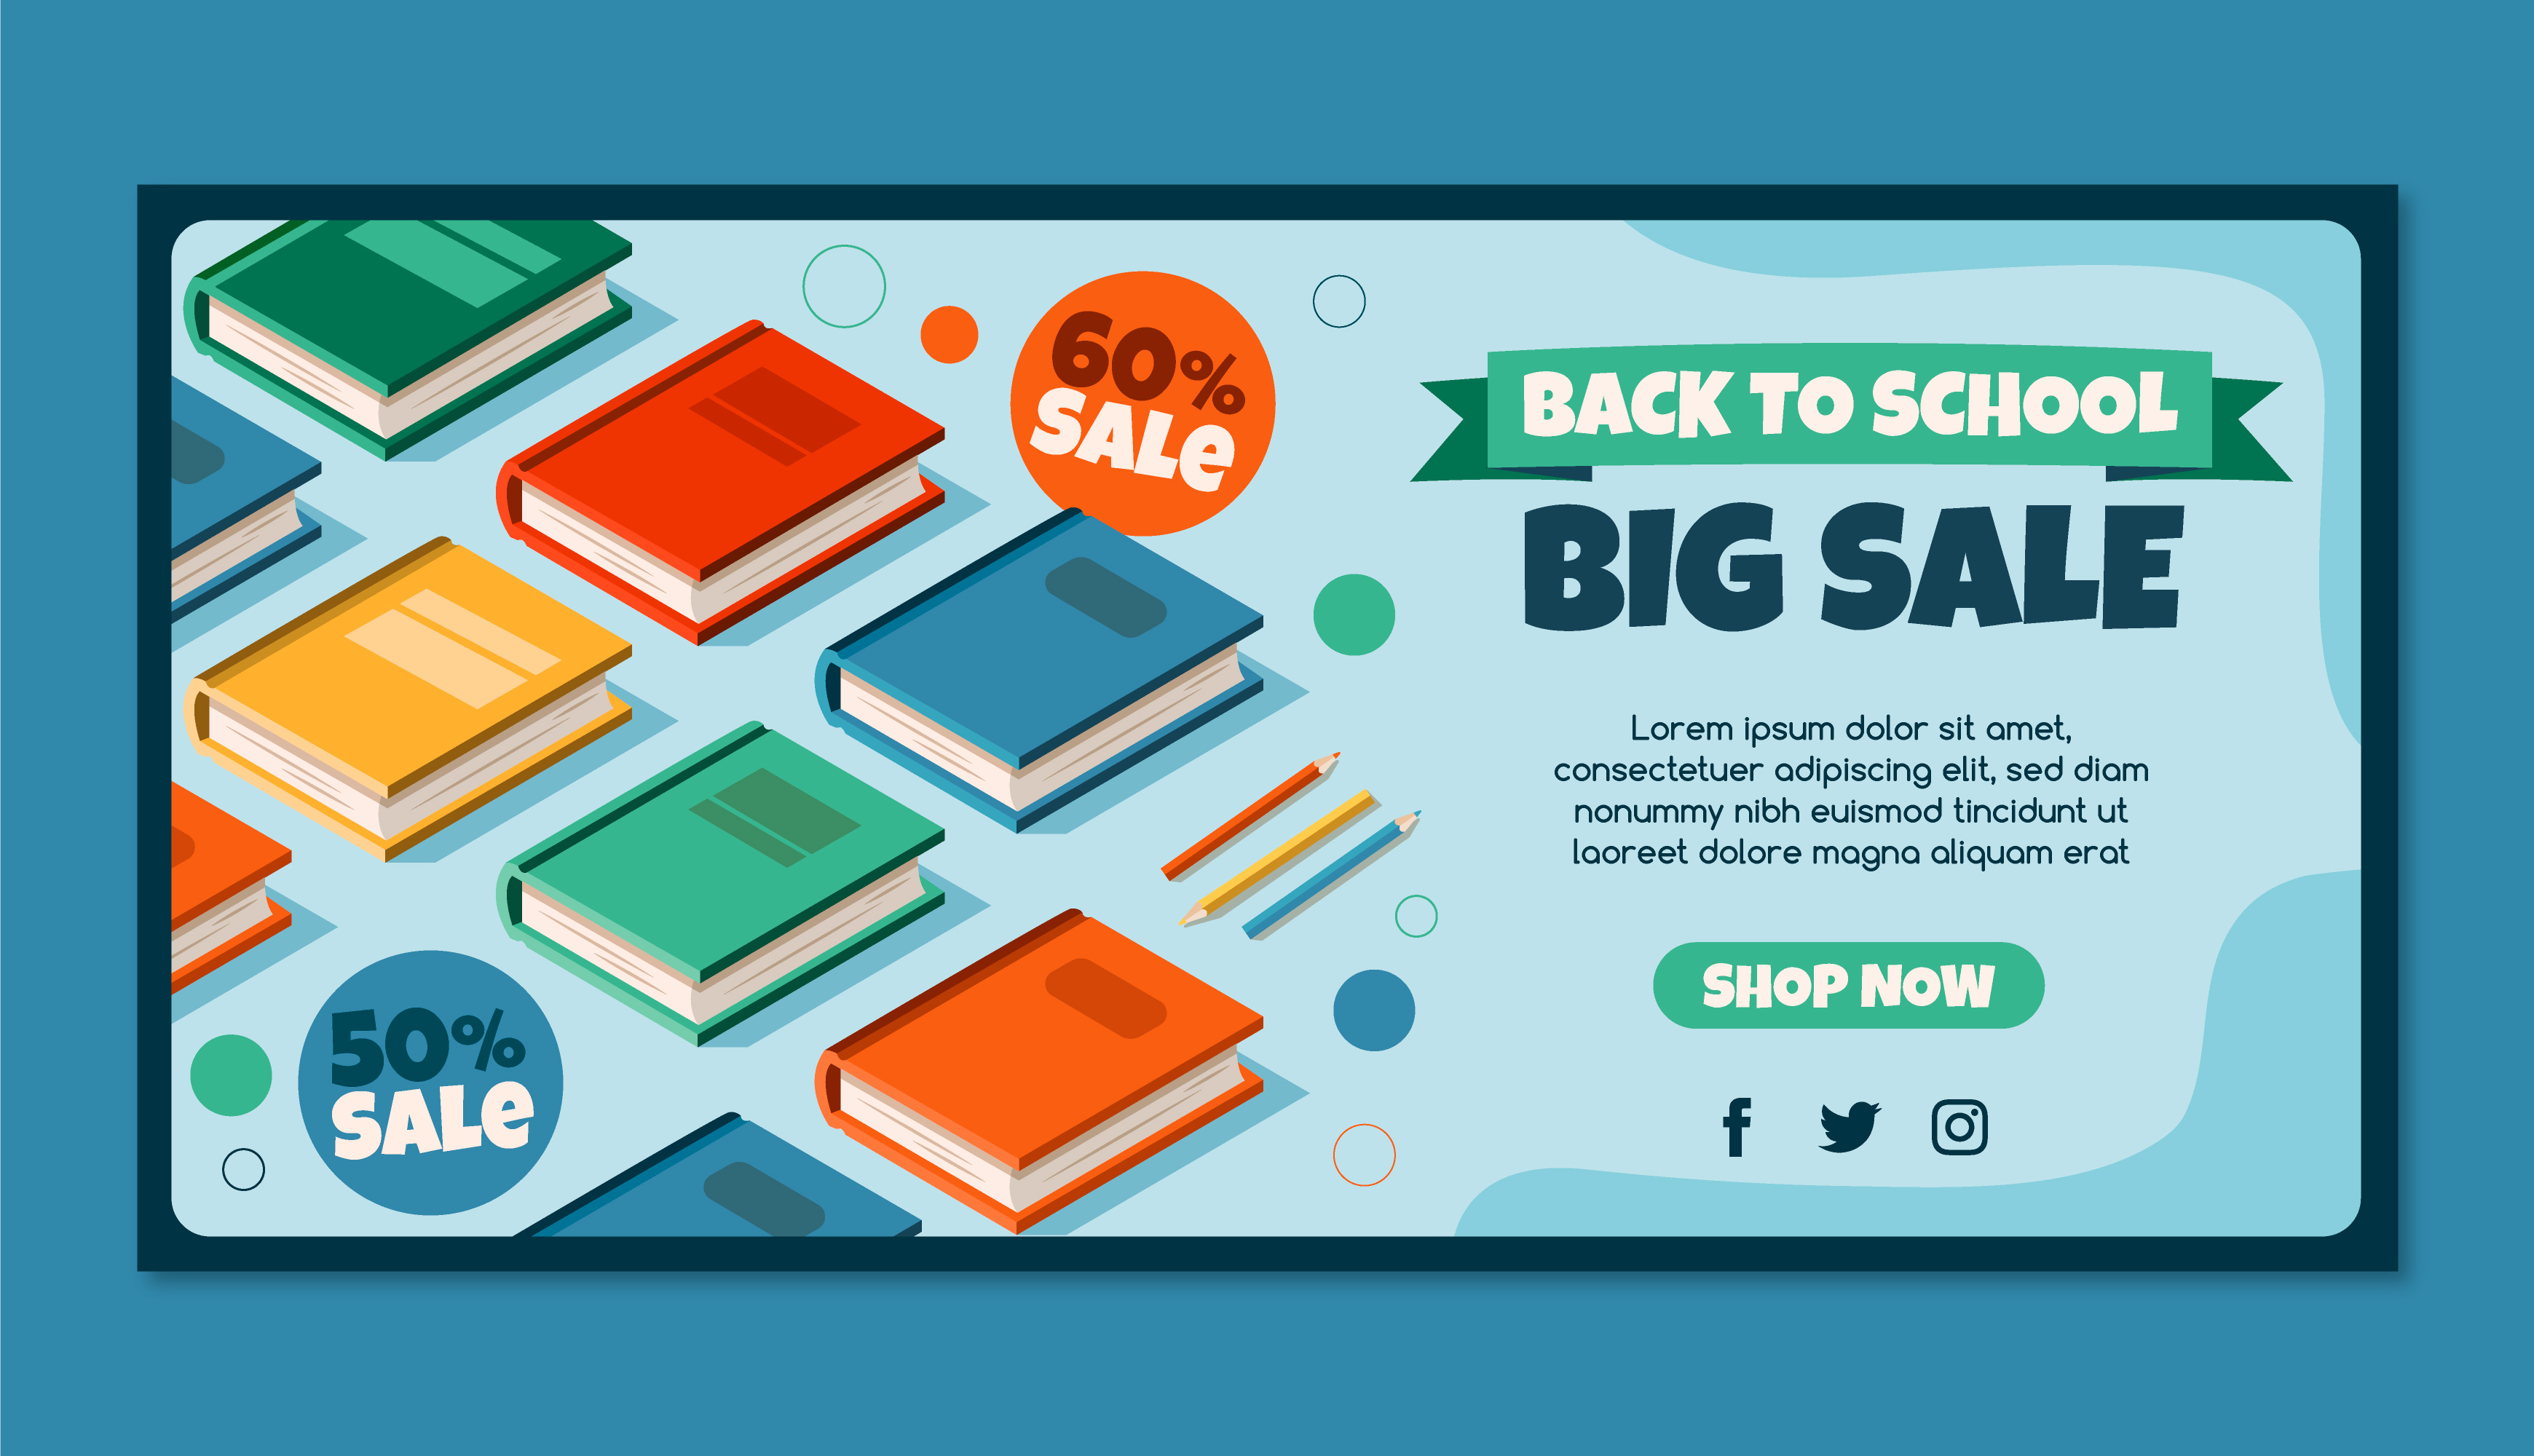 60%
SALe
50%
SALe
BACK TO SCHOOL
BIG SALE
Lorem ipsum dolor sit amet,
consectetuer adipiscing elit, sed diam
nonummy nibh euismod tincidunt ut
laoreet dolore magna aliquam erat
SHOP NOW